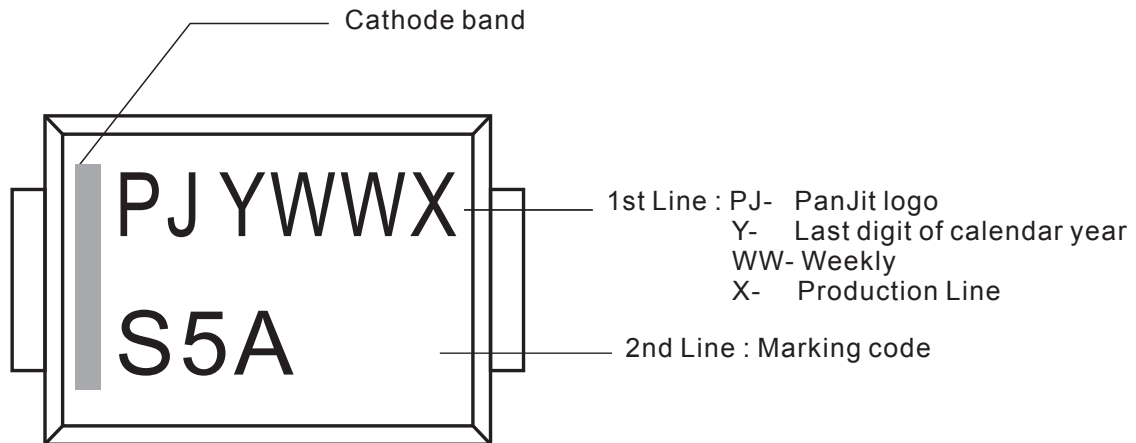 Cathode band
PJ YWWX
S5A
1st Line : PJ- PanJit logo
Y- Last digit of calendar year
WW- Weekly
X- Production Line
2nd Line : Marking code